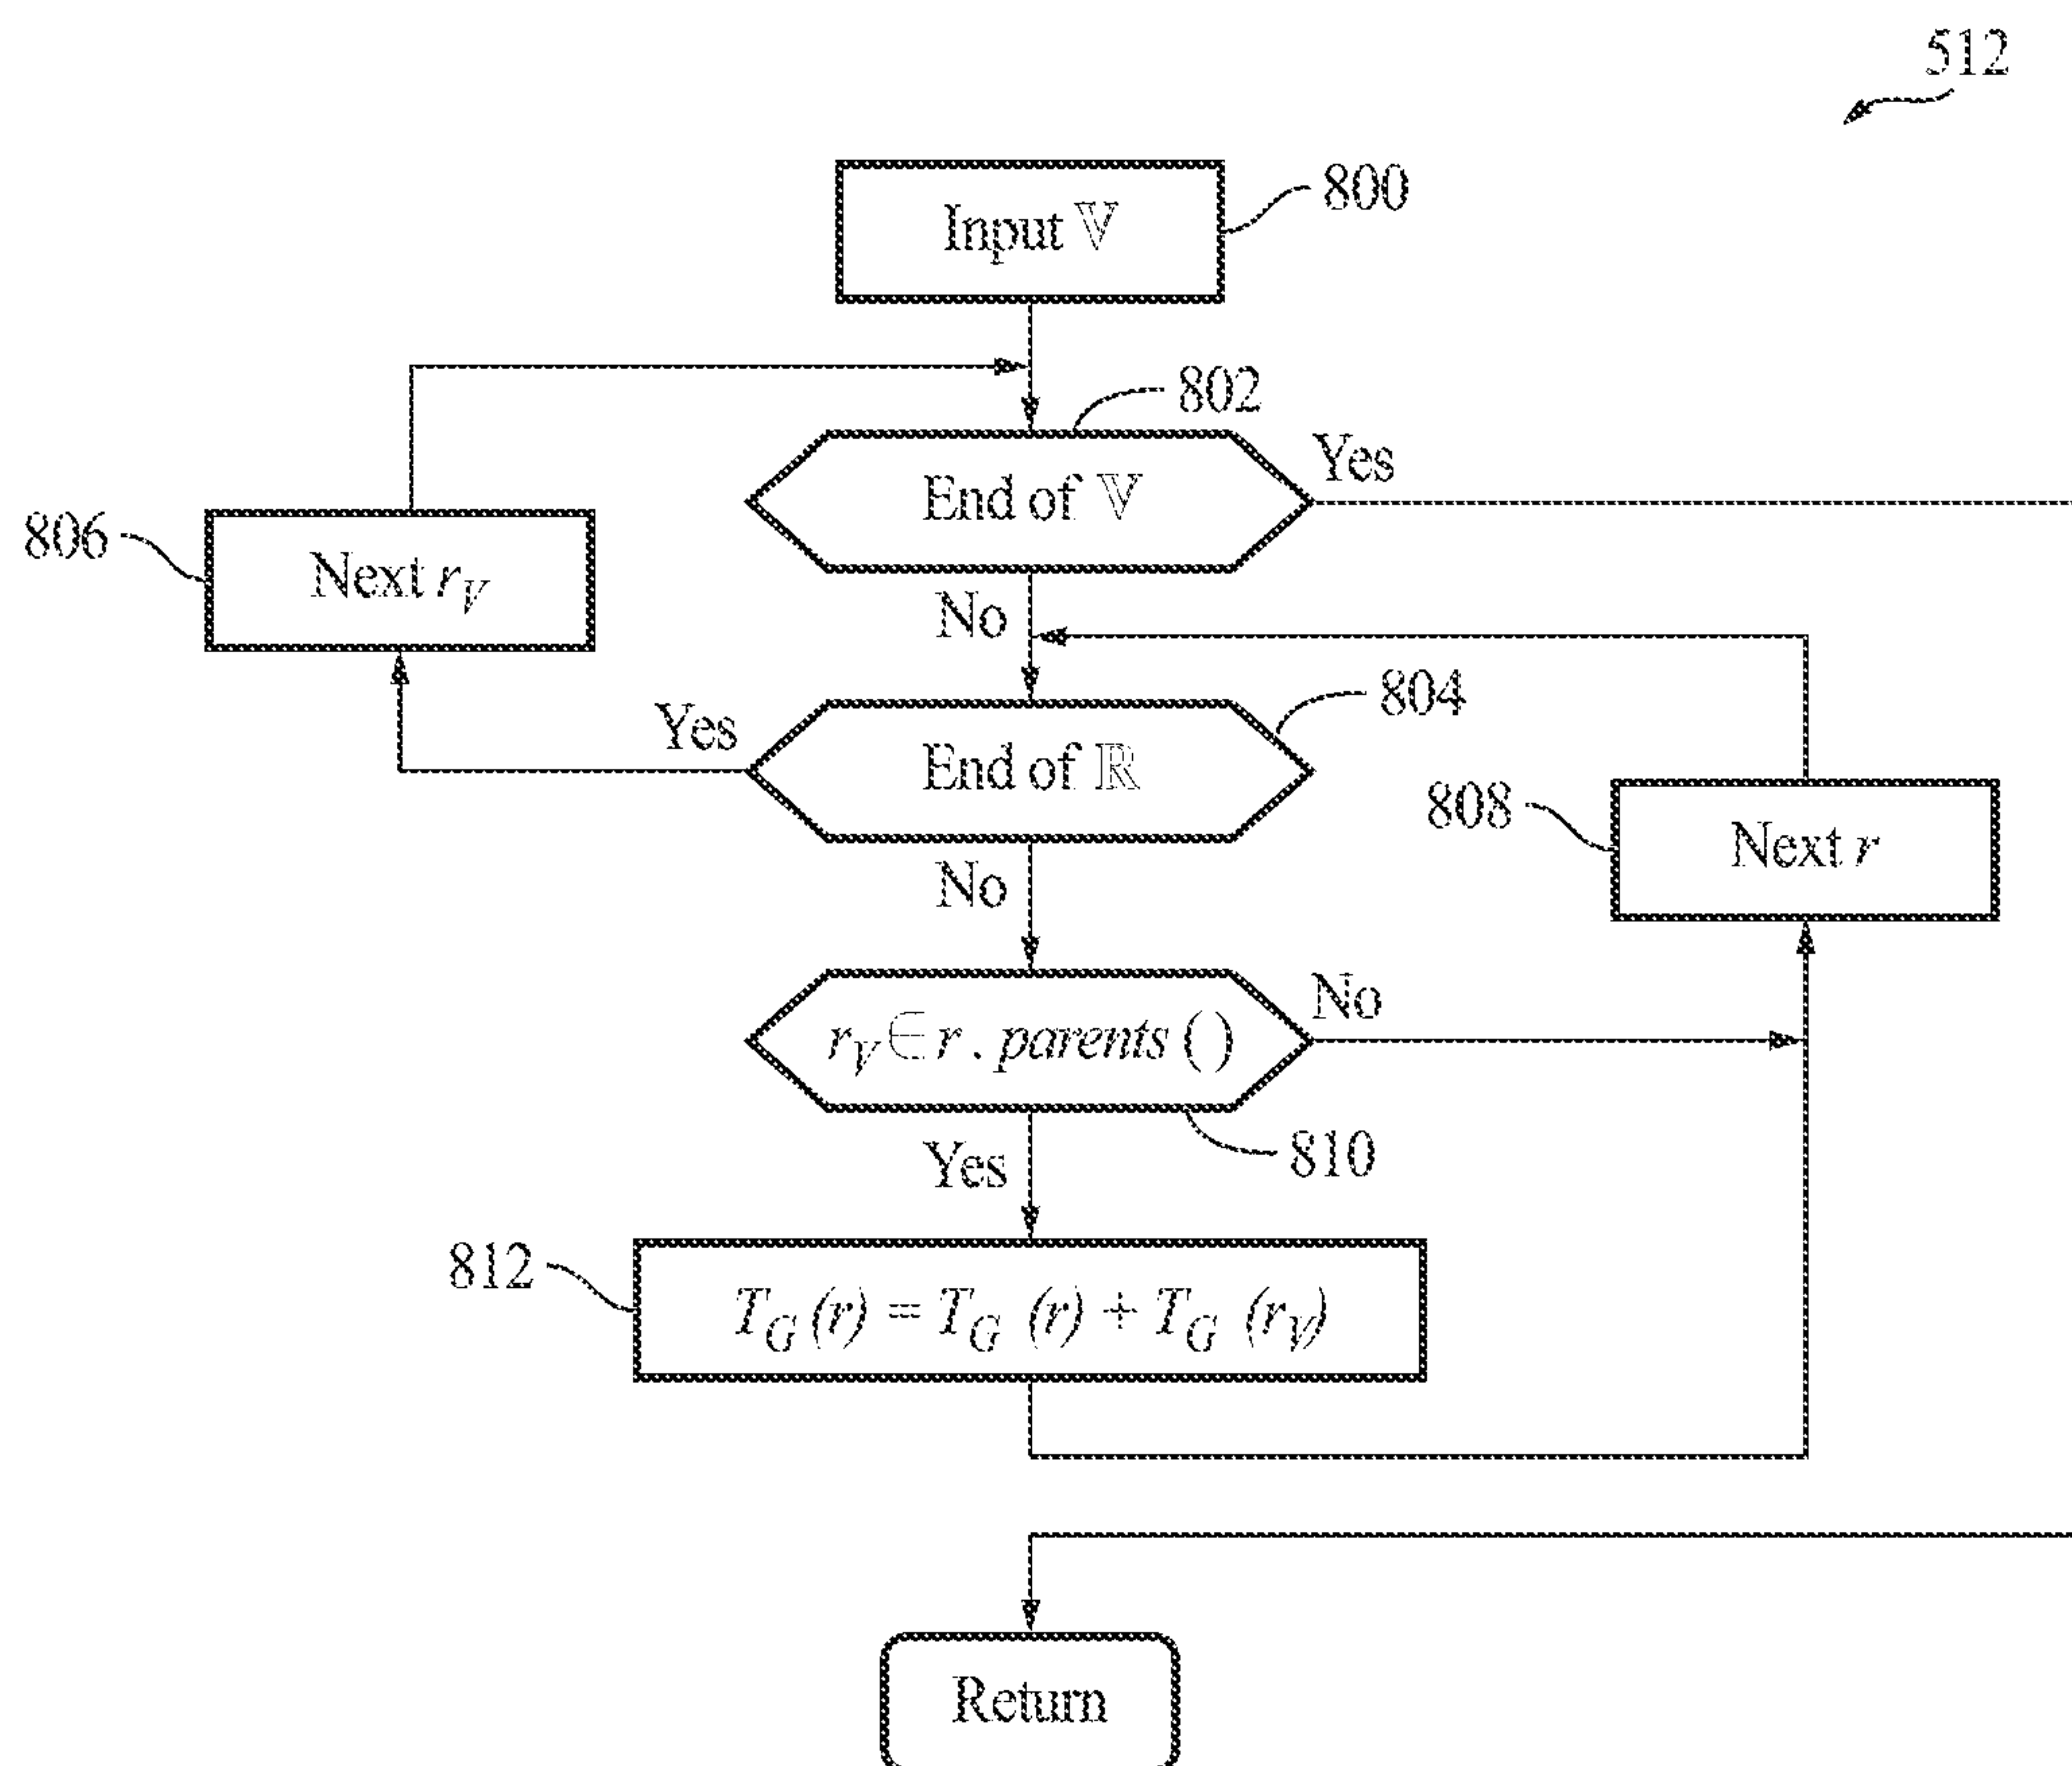 512
Input 𝕍
800
802
End of 𝕍
Yes
806
Next r_V
No
804
Yes
End of ℝ
808
Next r
No
r_V ∈ r . parents ( )
No
810
Yes
812
T_G (r) = T_G (r) + T_G (r_V)
Return